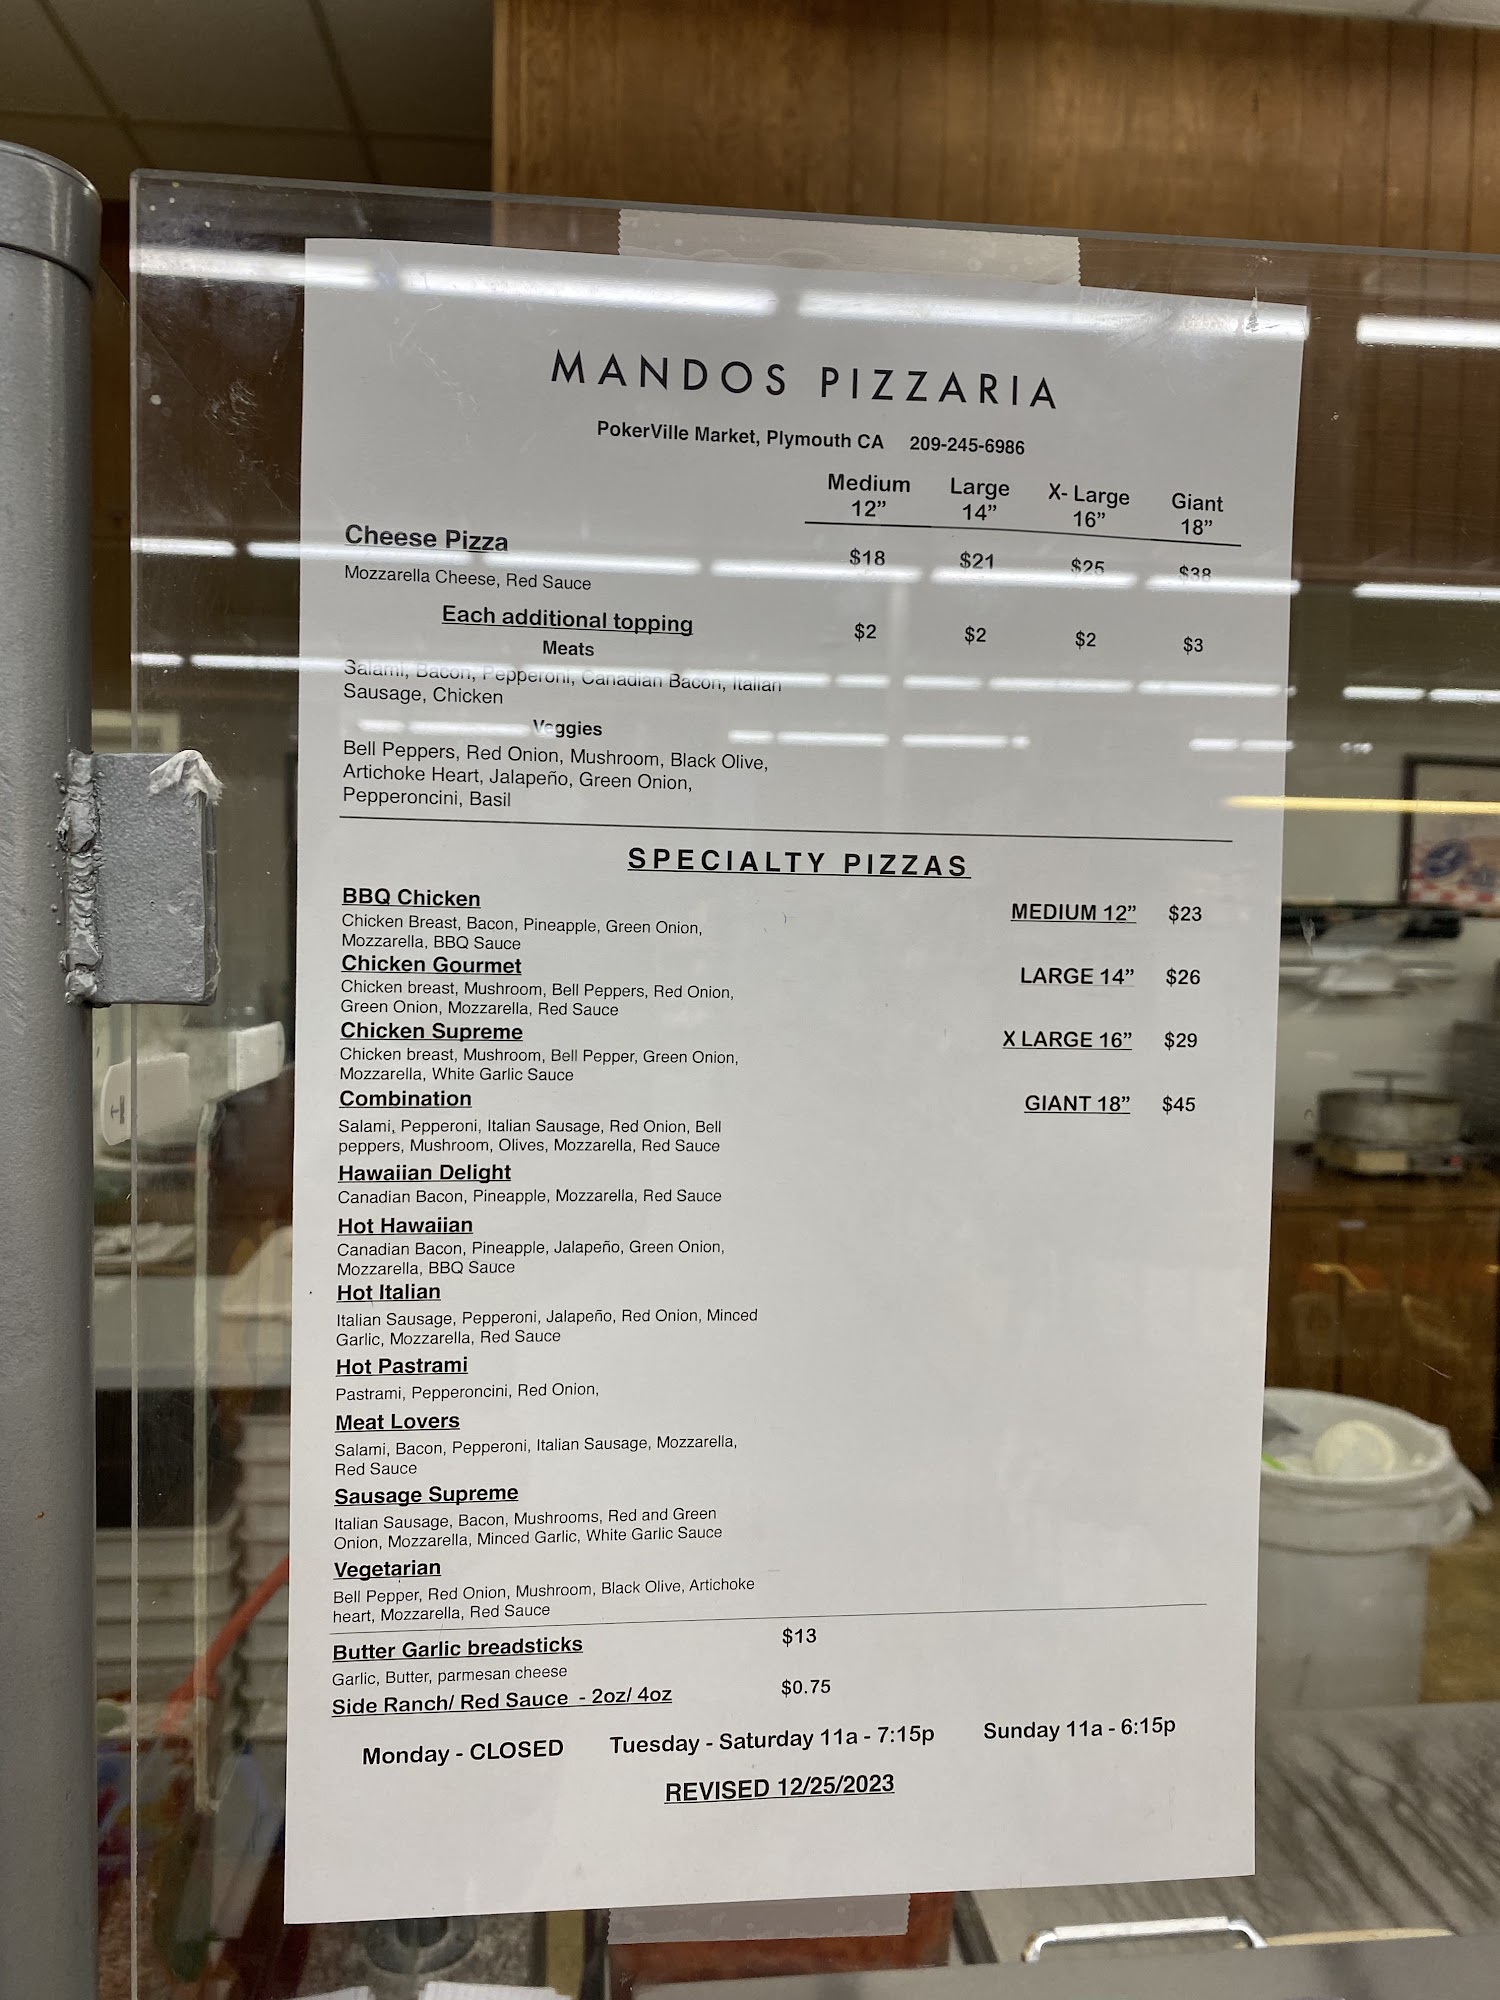 MANDOS PIZZARIA
PokerVille Market, Plymouth CA 209-245-6986
Medium Large X- Large Giant
12” 14” 16” 18”
Cheese Pizza $18 $21 $25 $38
Mozzarella Cheese, Red Sauce
Each additional topping $2 $2 $2 $3
Meats
Salami, Bacon, Pepperoni, Canadian Bacon, Italian
Sausage, Chicken
Veggies
Bell Peppers, Red Onion, Mushroom, Black Olive,
Artichoke Heart, Jalapeño, Green Onion,
Pepperoncini, Basil
SPECIALTY PIZZAS
BBQ Chicken MEDIUM 12” $23
Chicken Breast, Bacon, Pineapple, Green Onion,
Mozzarella, BBQ Sauce
Chicken Gourmet LARGE 14” $26
Chicken breast, Mushroom, Bell Peppers, Red Onion,
Green Onion, Mozzarella, Red Sauce
Chicken Supreme X LARGE 16” $29
Chicken breast, Mushroom, Bell Pepper, Green Onion,
Mozzarella, White Garlic Sauce
Combination GIANT 18” $45
Salami, Pepperoni, Italian Sausage, Red Onion, Bell
peppers, Mushroom, Olives, Mozzarella, Red Sauce
Hawaiian Delight
Canadian Bacon, Pineapple, Mozzarella, Red Sauce
Hot Hawaiian
Canadian Bacon, Pineapple, Jalapeño, Green Onion,
Mozzarella, BBQ Sauce
Hot Italian
Italian Sausage, Pepperoni, Jalapeño, Red Onion, Minced
Garlic, Mozzarella, Red Sauce
Hot Pastrami
Pastrami, Pepperoncini, Red Onion,
Meat Lovers
Salami, Bacon, Pepperoni, Italian Sausage, Mozzarella,
Red Sauce
Sausage Supreme
Italian Sausage, Bacon, Mushrooms, Red and Green
Onion, Mozzarella, Minced Garlic, White Garlic Sauce
Vegetarian
Bell Pepper, Red Onion, Mushroom, Black Olive, Artichoke
heart, Mozzarella, Red Sauce
Butter Garlic breadsticks $13
Garlic, Butter, parmesan cheese
Side Ranch/ Red Sauce - 2oz/ 4oz $0.75
Monday - CLOSED Tuesday - Saturday 11a - 7:15p Sunday 11a - 6:15p
REVISED 12/25/2023